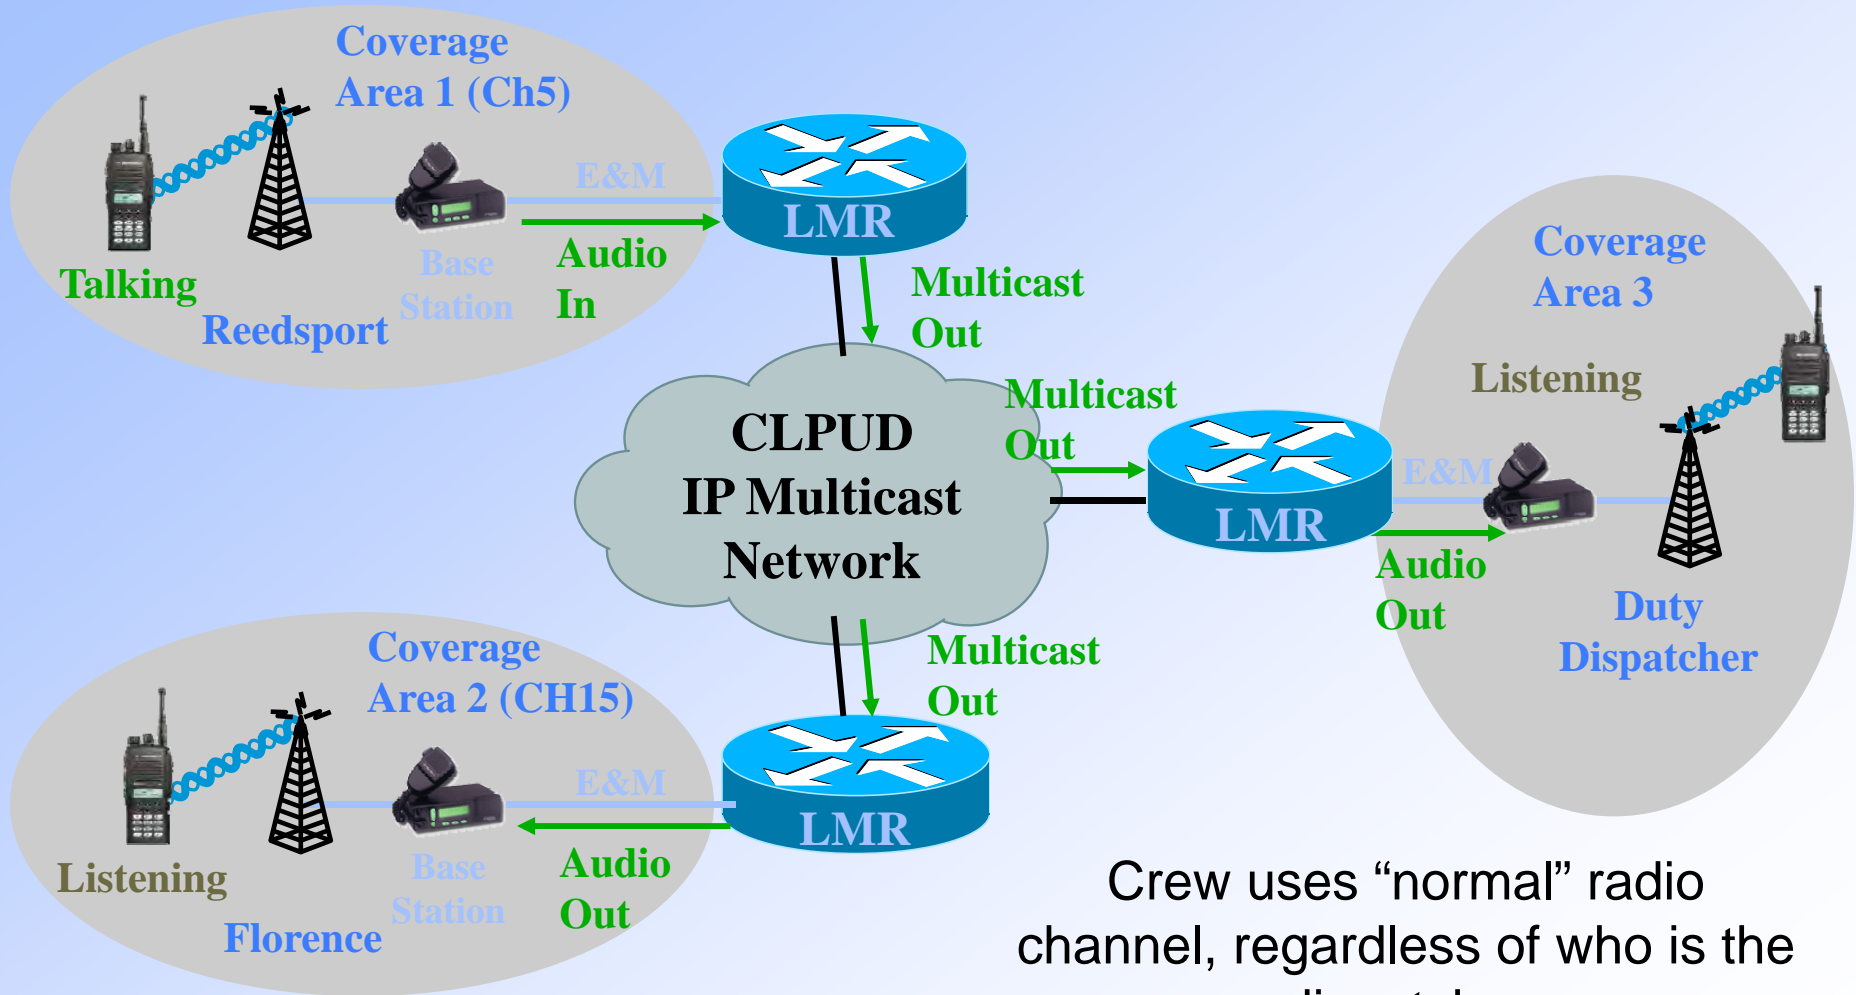 Coverage
Area 1 (Ch5)
E&M
LMR
Talking
Base
Station
Audio
In
Reedsport
Multicast
Out
Coverage
Area 3
Listening
Multicast
Out
CLPUD
IP Multicast
Network
LMR
E&M
Audio
Out
Duty
Dispatcher
Multicast
Out
Coverage
Area 2 (CH15)
E&M
LMR
Listening
Base
Station
Audio
Out
Florence
Crew uses “normal” radio
channel, regardless of who is the